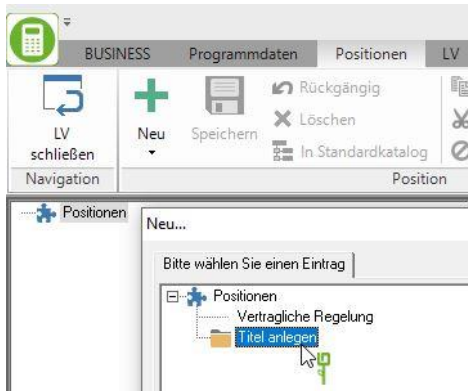 BUSINESS Programmdaten Positionen LV
LV schließen
Neu
Speichern
Rückgängig
Löschen
In Standardkatalog
Navigation
Position
Positionen
Neu...
Bitte wählen Sie einen Eintrag
Positionen
Vertragliche Regelung
Titel anlegen